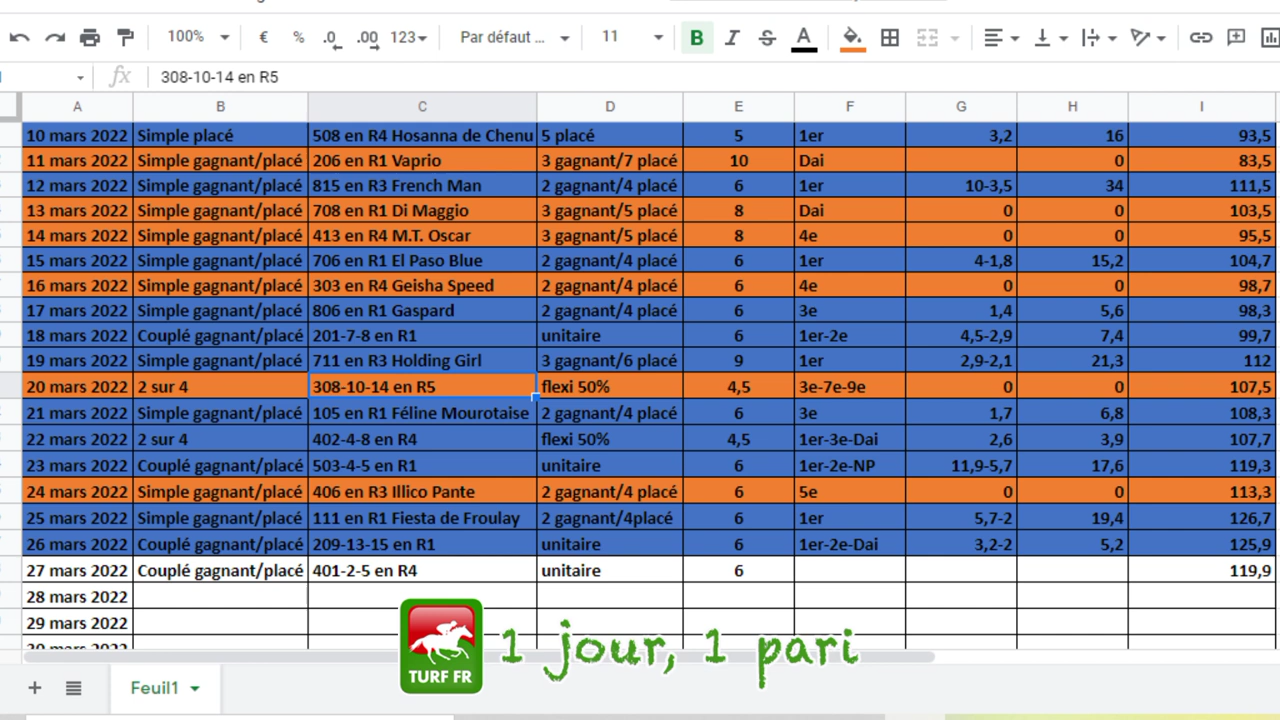 100% € % .0 .00 123 Par défaut ... 11 B I S A
fx 308-10-14 en R5
A B C D E F G H I
10 mars 2022 Simple placé 508 en R4 Hosanna de Chenu 5 placé 5 1er 3,2 16 93,5
11 mars 2022 Simple gagnant/placé 206 en R1 Vaprio 3 gagnant/7 placé 10 Dai 0 83,5
12 mars 2022 Simple gagnant/placé 815 en R3 French Man 2 gagnant/4 placé 6 1er 10-3,5 34 111,5
13 mars 2022 Simple gagnant/placé 708 en R1 Di Maggio 3 gagnant/5 placé 8 Dai 0 0 103,5
14 mars 2022 Simple gagnant/placé 413 en R4 M.T. Oscar 3 gagnant/5 placé 8 4e 0 0 95,5
15 mars 2022 Simple gagnant/placé 706 en R1 El Paso Blue 2 gagnant/4 placé 6 1er 4-1,8 15,2 104,7
16 mars 2022 Simple gagnant/placé 303 en R4 Geisha Speed 2 gagnant/4 placé 6 4e 0 0 98,7
17 mars 2022 Simple gagnant/placé 806 en R1 Gaspard 2 gagnant/4 placé 6 3e 1,4 5,6 98,3
18 mars 2022 Couplé gagnant/placé 201-7-8 en R1 unitaire 6 1er-2e 4,5-2,9 7,4 99,7
19 mars 2022 Simple gagnant/placé 711 en R3 Holding Girl 3 gagnant/6 placé 9 1er 2,9-2,1 21,3 112
20 mars 2022 2 sur 4 308-10-14 en R5 flexi 50% 4,5 3e-7e-9e 0 0 107,5
21 mars 2022 Simple gagnant/placé 105 en R1 Féline Mourotaise 2 gagnant/4 placé 6 3e 1,7 6,8 108,3
22 mars 2022 2 sur 4 402-4-8 en R4 flexi 50% 4,5 1er-3e-Dai 2,6 3,9 107,7
23 mars 2022 Couplé gagnant/placé 503-4-5 en R1 unitaire 6 1er-2e-NP 11,9-5,7 17,6 119,3
24 mars 2022 Simple gagnant/placé 406 en R3 Illico Pante 2 gagnant/4 placé 6 5e 0 0 113,3
25 mars 2022 Simple gagnant/placé 111 en R1 Fiesta de Froulay 2 gagnant/4placé 6 1er 5,7-2 19,4 126,7
26 mars 2022 Couplé gagnant/placé 209-13-15 en R1 unitaire 6 1er-2e-Dai 3,2-2 5,2 125,9
27 mars 2022 Couplé gagnant/placé 401-2-5 en R4 unitaire 6 119,9
28 mars 2022
29 mars 2022
30 mars 2022
TURF FR
1 jour, 1 pari
Feuil1